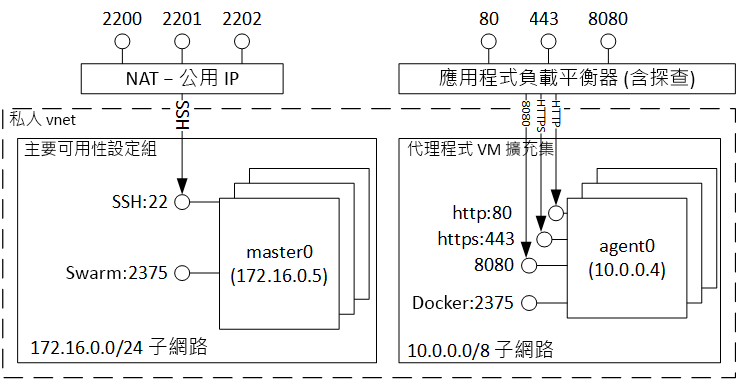 2200 2201 2202
80 443 8080
NAT – 公用 IP
應用程式負載平衡器 (含探查)
SSH
8080
HTTPS
HTTP
私人 vnet
主要可用性設定組
SSH:22
Swarm:2375
master0
(172.16.0.5)
172.16.0.0/24 子網路
代理程式 VM 擴充集
http:80
https:443
8080
Docker:2375
agent0
(10.0.0.4)
10.0.0.0/8 子網路